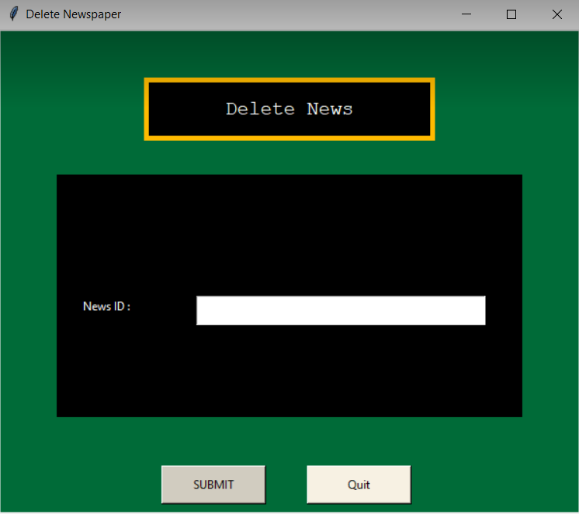 Delete Newspaper
Delete News
News ID :
SUBMIT
Quit